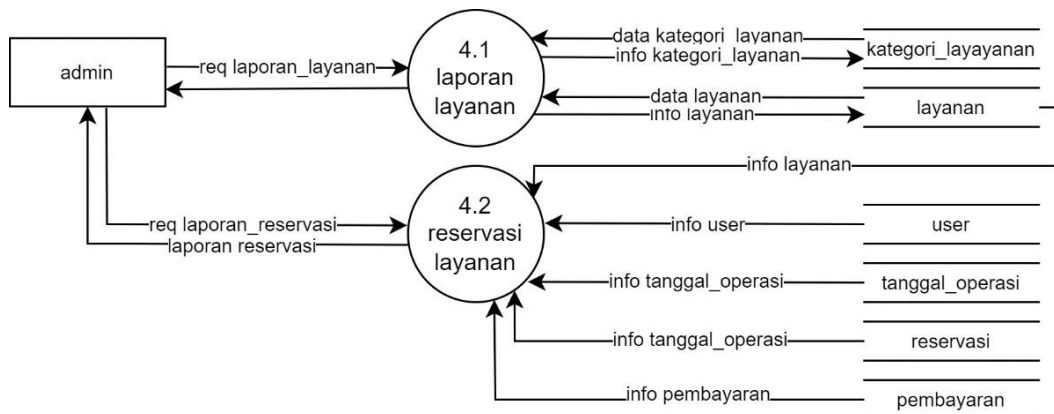 admin
req laporan_layanan
4.1
laporan
layanan
data kategori_layanan
info kategori_layanan
kategori_layayanan
data layanan
info layanan
layanan
info layanan
req laporan_reservasi
laporan reservasi
4.2
reservasi
layanan
info user
user
info tanggal_operasi
tanggal_operasi
info tanggal_operasi
reservasi
info pembayaran
pembayaran